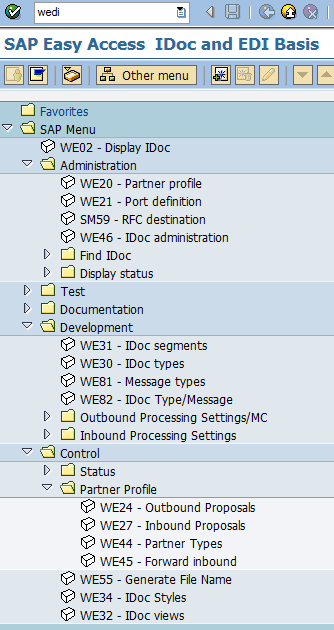 wedi
SAP Easy Access IDoc and EDI Basis
Other menu
Favorites
SAP Menu
WE02 - Display IDoc
Administration
WE20 - Partner profile
WE21 - Port definition
SM59 - RFC destination
WE46 - IDoc administration
Find IDoc
Display status
Test
Documentation
Development
WE31 - IDoc segments
WE30 - IDoc types
WE81 - Message types
WE82 - IDoc Type/Message
Outbound Processing Settings/MC
Inbound Processing Settings
Control
Status
Partner Profile
WE24 - Outbound Proposals
WE27 - Inbound Proposals
WE44 - Partner Types
WE45 - Forward inbound
WE55 - Generate File Name
WE34 - IDoc Styles
WE32 - IDoc views